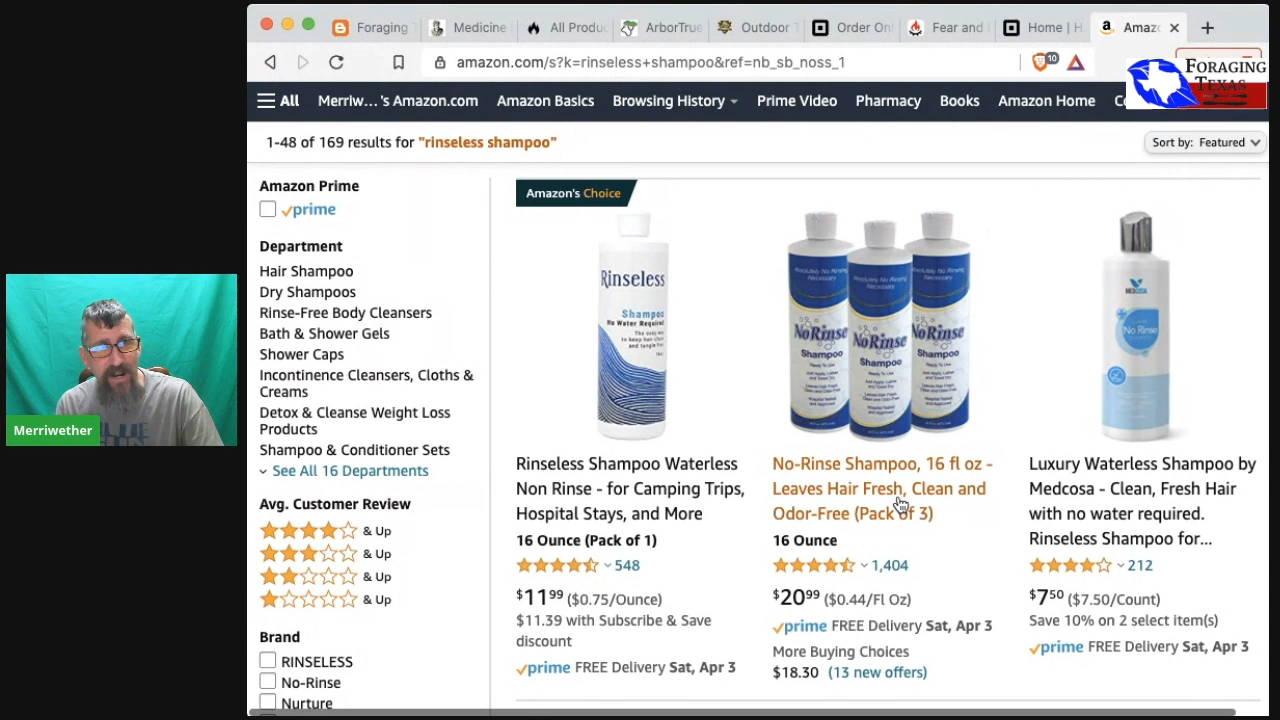 Foraging T
Medicine
All Produc
ArborTrue
Outdoor T
Order Onl
Fear and
Home | H
Amazo
amazon.com/s?k=rinseless+shampoo&ref=nb_sb_noss_1
10
FORAGING
TEXAS
All
Merriw...'s Amazon.com
Amazon Basics
Browsing History
Prime Video
Pharmacy
Books
Amazon Home
1-48 of 169 results for "rinseless shampoo"
Sort by: Featured
Amazon Prime
prime
Department
Hair Shampoo
Dry Shampoos
Rinse-Free Body Cleansers
Bath & Shower Gels
Shower Caps
Incontinence Cleansers, Cloths &
Creams
Detox & Cleanse Weight Loss
Products
Shampoo & Conditioner Sets
See All 16 Departments
Avg. Customer Review
& Up
& Up
& Up
& Up
Brand
RINSELESS
No-Rinse
Nurture
Merriwether
Amazon's Choice
Rinseless
Shampoo
No Water Required
Rinseless Shampoo Waterless
Non Rinse - for Camping Trips,
Hospital Stays, and More
16 Ounce (Pack of 1)
548
$11.99 ($0.75/Ounce)
$11.39 with Subscribe & Save
discount
prime FREE Delivery Sat, Apr 3
NoRinse
Shampoo
NoRinse
Shampoo
NoRinse
Shampoo
No-Rinse Shampoo, 16 fl oz -
Leaves Hair Fresh, Clean and
Odor-Free (Pack of 3)
16 Ounce
1,404
$20.99 ($0.44/Fl Oz)
prime FREE Delivery Sat, Apr 3
More Buying Choices
$18.30 (13 new offers)
MEDCOSA
No Rinse
Luxury Waterless Shampoo by
Medcosa - Clean, Fresh Hair
with no water required.
Rinseless Shampoo for...
212
$7.50 ($7.50/Count)
Save 10% on 2 select item(s)
prime FREE Delivery Sat, Apr 3